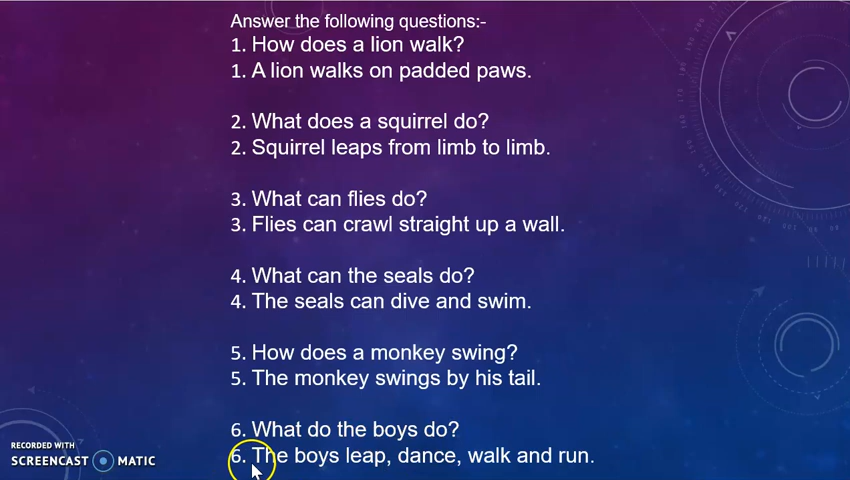 Answer the following questions:-
1. How does a lion walk?
1. A lion walks on padded paws.
2. What does a squirrel do?
2. Squirrel leaps from limb to limb.
3. What can flies do?
3. Flies can crawl straight up a wall.
4. What can the seals do?
4. The seals can dive and swim.
5. How does a monkey swing?
5. The monkey swings by his tail.
6. What do the boys do?
6. The boys leap, dance, walk and run.
RECORDED WITH
SCREENCAST MATIC